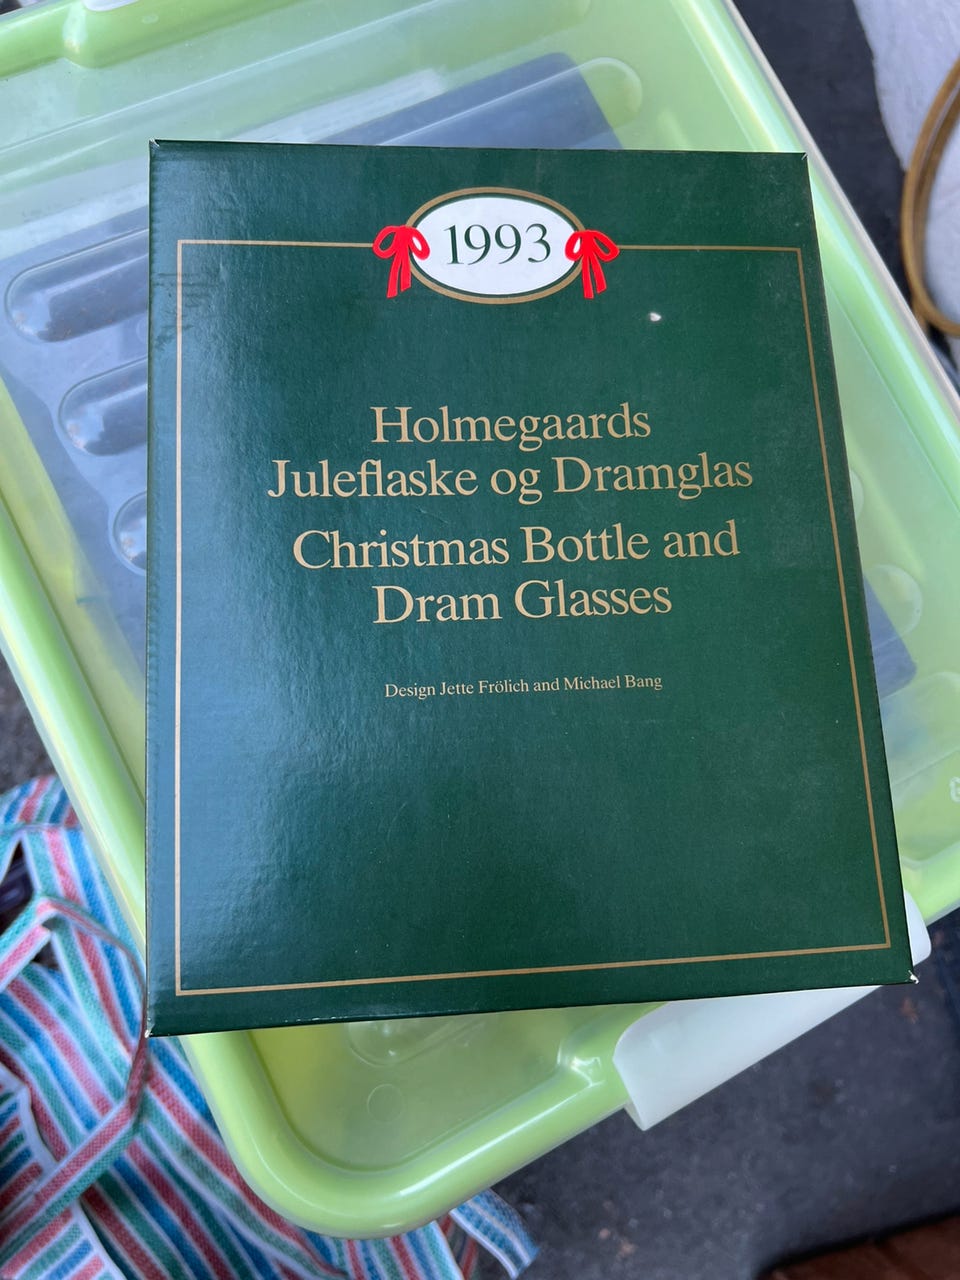 1993
Holmegaards
Juleflaske og Dramglas
Christmas Bottle and
Dram Glasses
Design Jette Frölich and Michael Bang